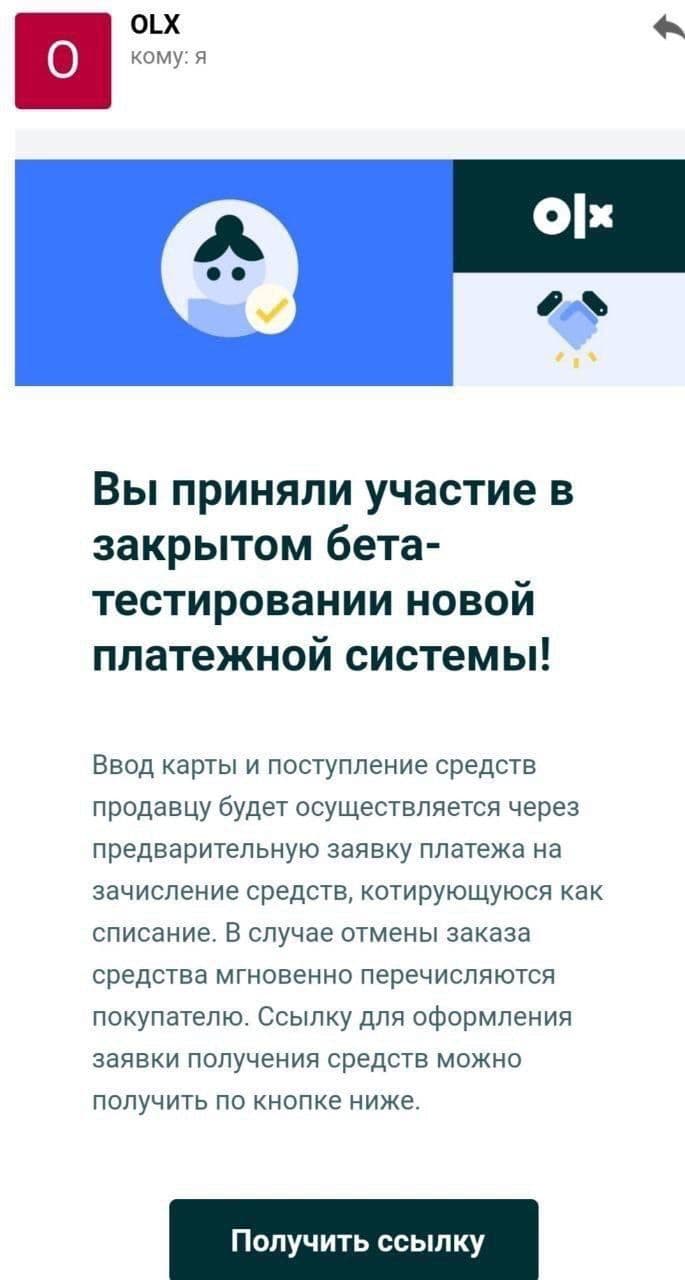 OLX
кому: я
O
olx
Вы приняли участие в
закрытом бета-
тестировании новой
платежной системы!
Ввод карты и поступление средств
продавцу будет осуществляется через
предварительную заявку платежа на
зачисление средств, котирующуюся как
списание. В случае отмены заказа
средства мгновенно перечисляются
покупателю. Ссылку для оформления
заявки получения средств можно
получить по кнопке ниже.
Получить ссылку